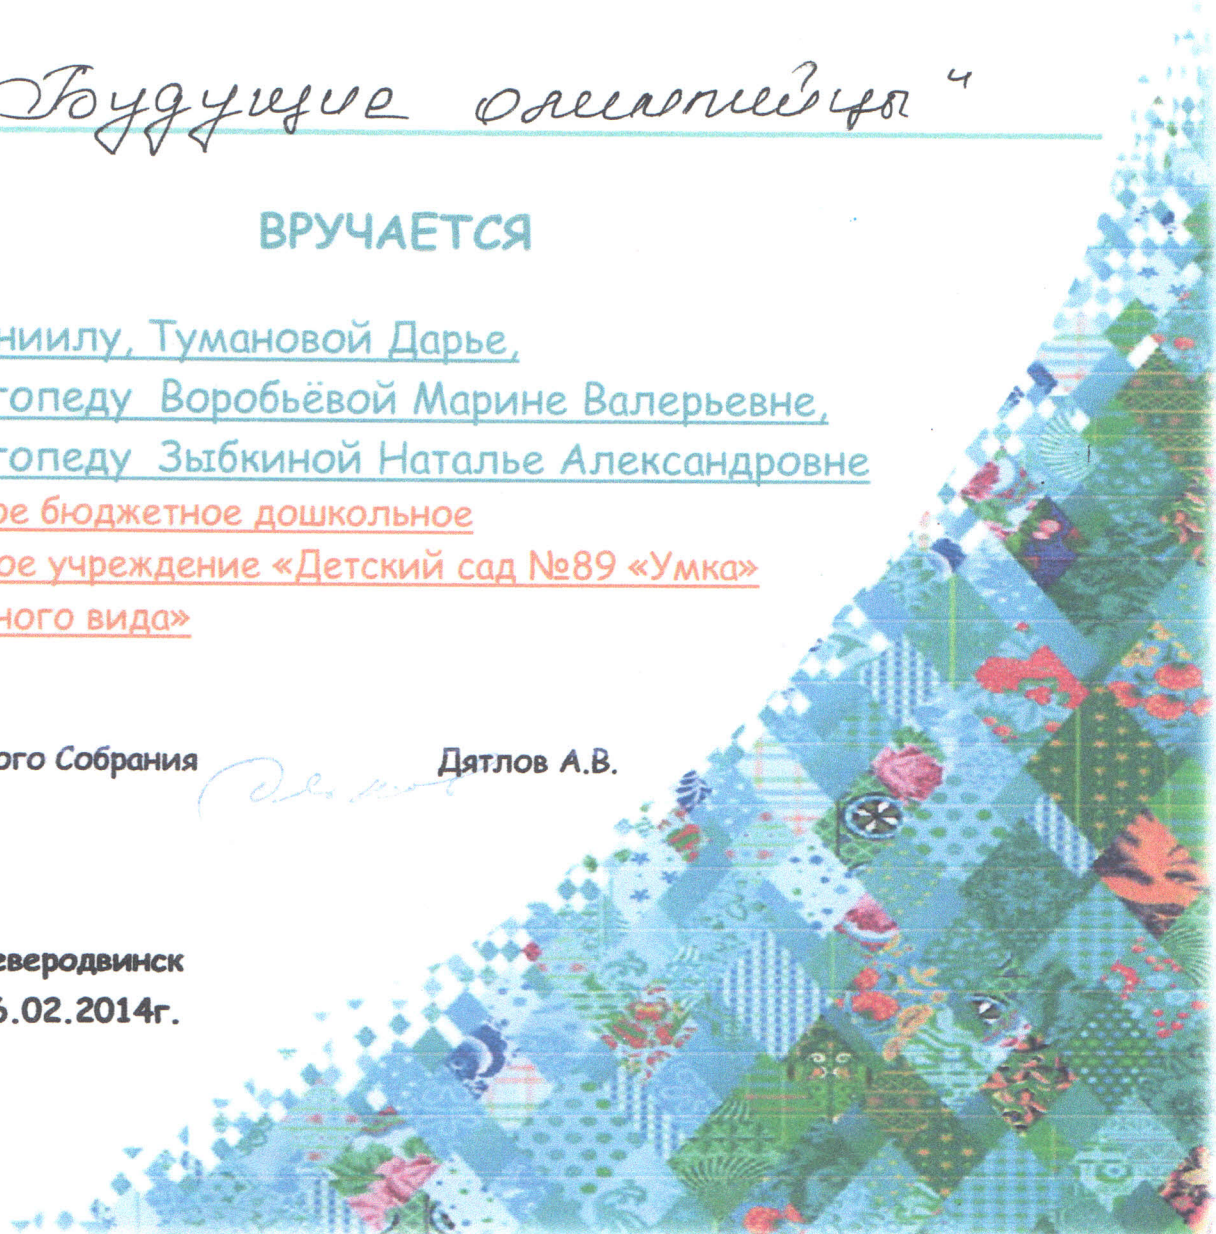 Будущие олимпийцы"
ВРУЧАЕТСЯ
ниилу, Тумановой Дарье,
гопеду Воробьёвой Марине Валерьевне,
гопеду Зыбкиной Наталье Александровне
ое бюджетное дошкольное
ое учреждение «Детский сад №89 «Умка»
ного вида»
ого Собрания Дятлов А.В.
еверодвинск
6.02.2014г.